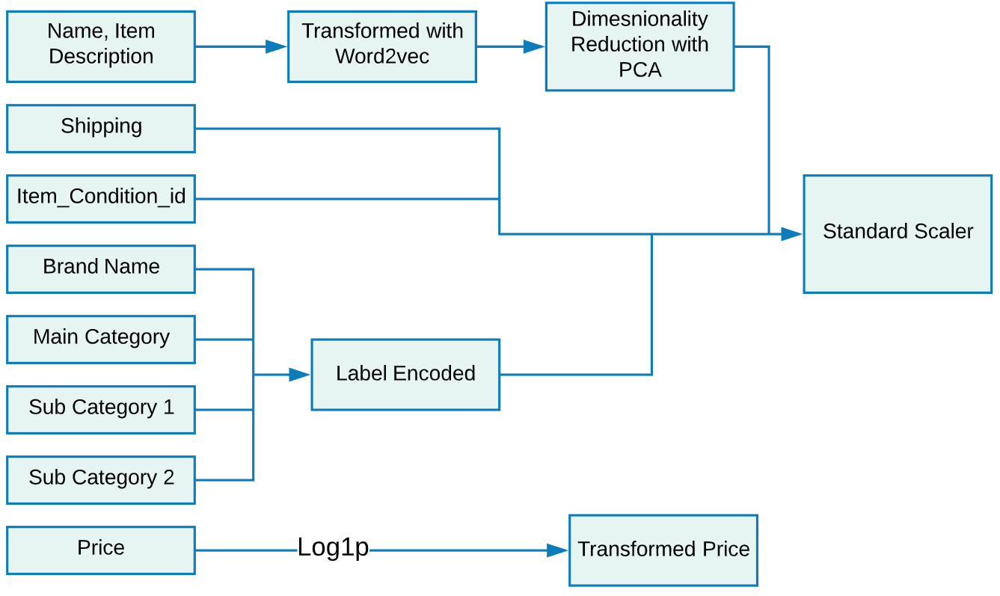 Name, Item
Description
Transformed with
Word2vec
Dimesnionality
Reduction with
PCA
Shipping
Item_Condition_id
Standard Scaler
Brand Name
Main Category
Label Encoded
Sub Category 1
Sub Category 2
Price
Log1p
Transformed Price